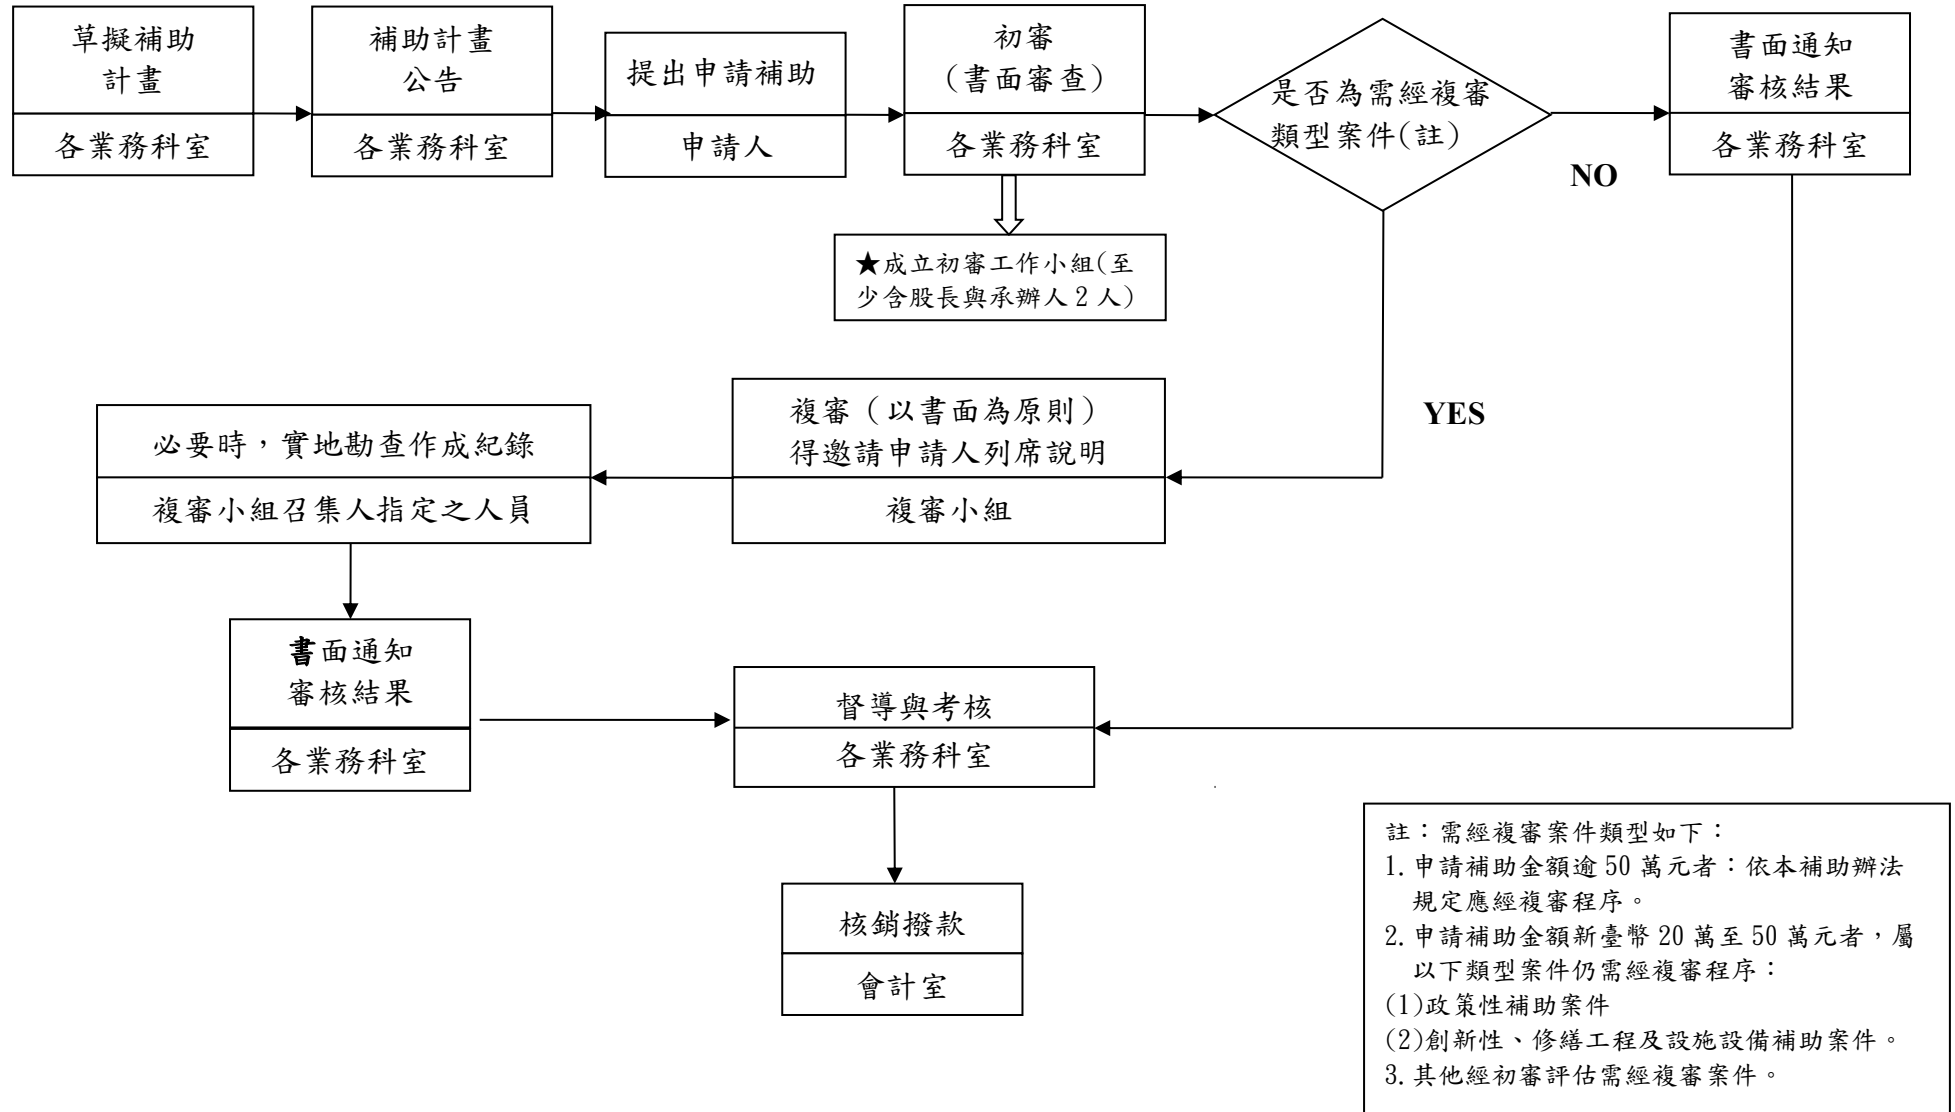 草擬補助
計畫
各業務科室
補助計畫
公告
各業務科室
提出申請補助
申請人
初審
（書面審查）
各業務科室
★成立初審工作小組(至
少含股長與承辦人 2 人)
是否為需經複審
類型案件(註)
NO
書面通知
審核結果
各業務科室
YES
複審（以書面為原則）
得邀請申請人列席說明
複審小組
必要時，實地勘查作成紀錄
複審小組召集人指定之人員
書面通知
審核結果
各業務科室
督導與考核
各業務科室
核銷撥款
會計室
註：需經複審案件類型如下：
1.申請補助金額逾 50 萬元者：依本補助辦法
規定應經複審程序。
2.申請補助金額新臺幣 20 萬至 50 萬元者，屬
以下類型案件仍需經複審程序：
(1)政策性補助案件
(2)創新性、修繕工程及設施設備補助案件。
3.其他經初審評估需經複審案件。